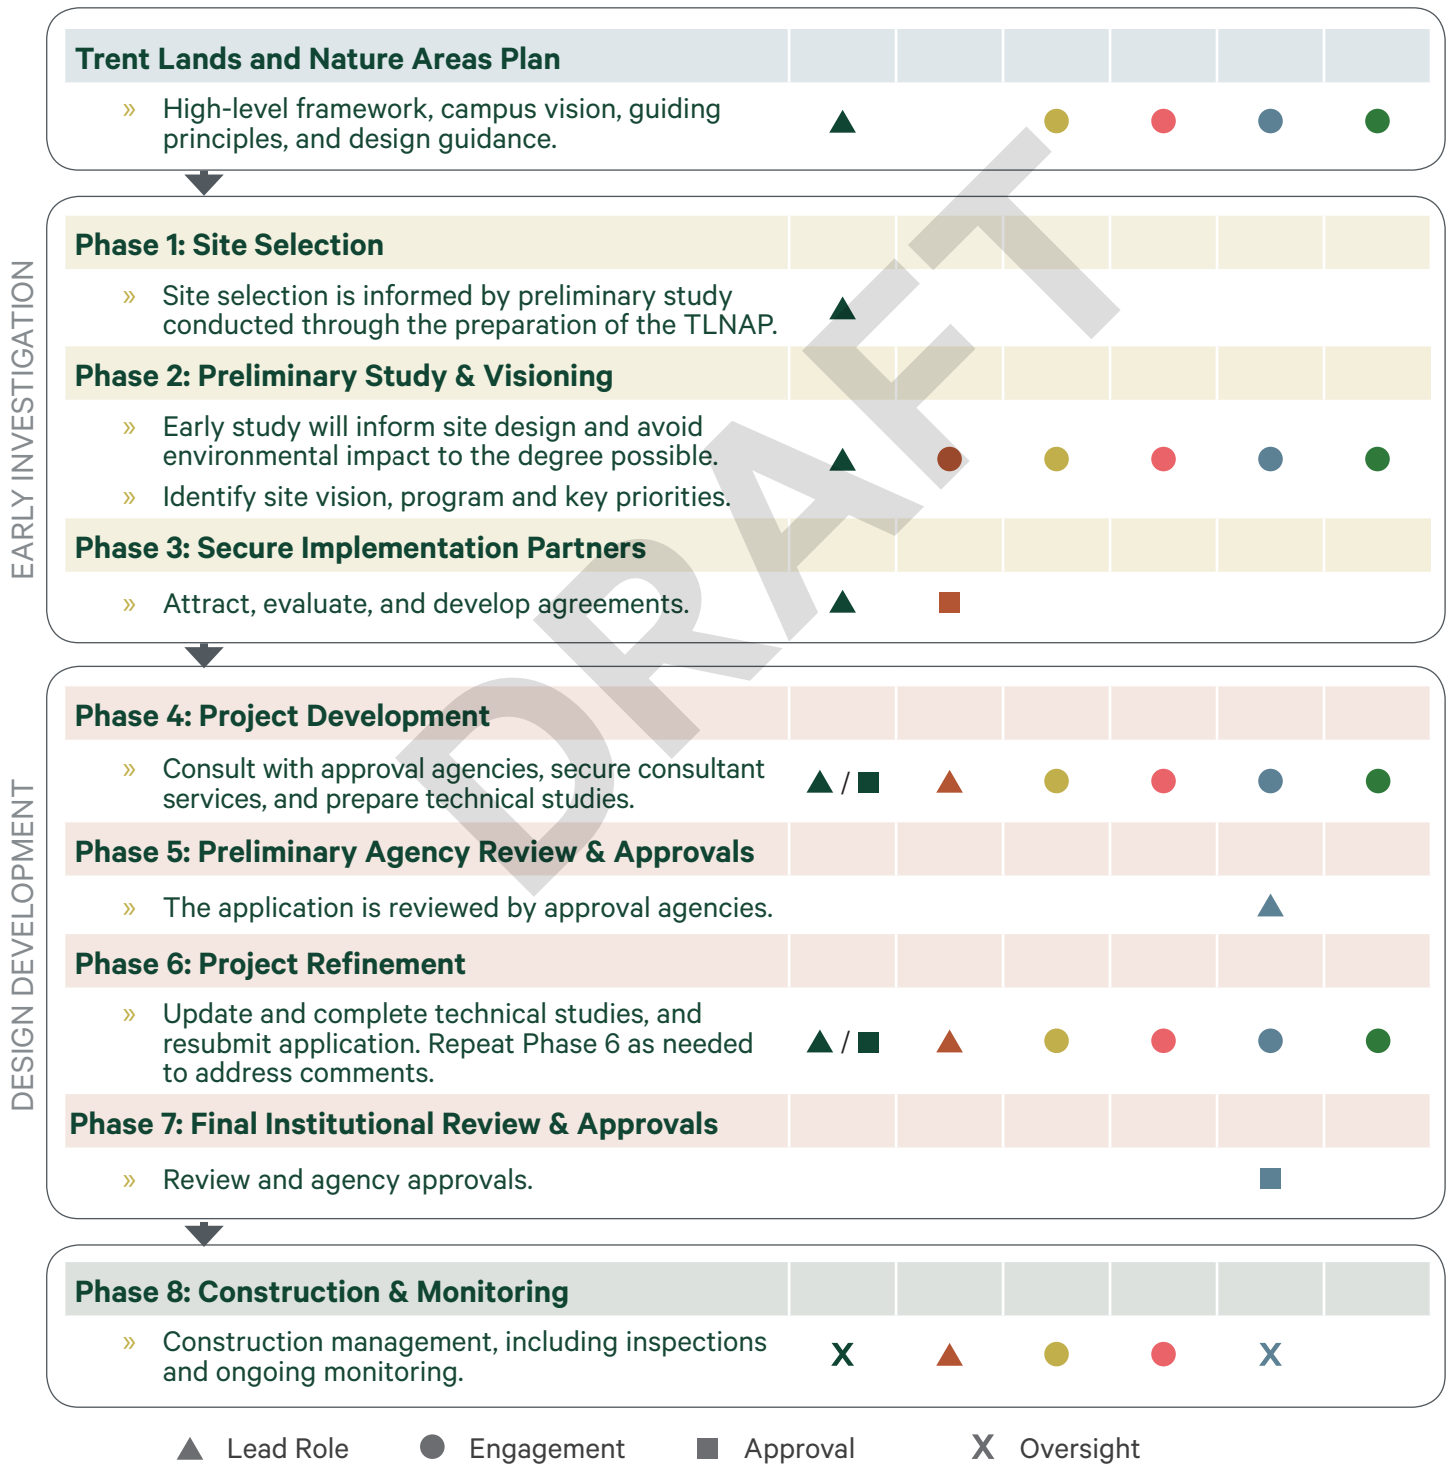 Trent Lands and Nature Areas Plan
» High-level framework, campus vision, guiding
principles, and design guidance.
EARLY INVESTIGATION
Phase 1: Site Selection
» Site selection is informed by preliminary study
conducted through the preparation of the TLNAP.
Phase 2: Preliminary Study & Visioning
» Early study will inform site design and avoid
environmental impact to the degree possible.
» Identify site vision, program and key priorities.
Phase 3: Secure Implementation Partners
» Attract, evaluate, and develop agreements.
DESIGN DEVELOPMENT
Phase 4: Project Development
» Consult with approval agencies, secure consultant
services, and prepare technical studies.
/
Phase 5: Preliminary Agency Review & Approvals
» The application is reviewed by approval agencies.
Phase 6: Project Refinement
» Update and complete technical studies, and
resubmit application. Repeat Phase 6 as needed
to address comments.
/
Phase 7: Final Institutional Review & Approvals
» Review and agency approvals.
Phase 8: Construction & Monitoring
» Construction management, including inspections
and ongoing monitoring.
X X
Lead Role Engagement Approval X Oversight
DRAFT